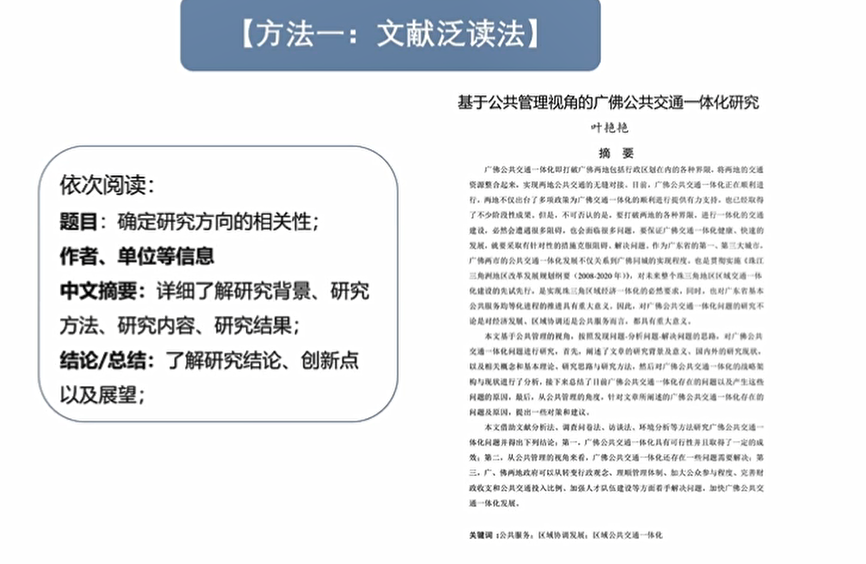 【方法一：文献泛读法】
依次阅读：
题目：确定研究方向的相关性；
作者、单位等信息
中文摘要：详细了解研究背景、研究
方法、研究内容、研究结果；
结论/总结：了解研究结论、创新点
以及展望；
基于公共管理视角的广佛公共交通一体化研究
叶艳艳
摘 要
广佛公共交通一体化即打破广佛两地包括行政区划在内的各种界限，将两地的交通
资源整合起来，实现两地公共交通的无缝对接。目前，广佛公共交通一体化正在顺利进
行，两地不仅出台了多项政策为广佛交通一体化的顺利进行提供有力支持，也已经取得
了不少阶段性成果。但是，不可否认的是，要打破两地的各种界限，进行一体化的交通
建设，必然会遭遇很多阻碍，也会面临很多问题，要保证广佛交通一体化健康、快速的
发展，就要采取有针对性的措施克服阻碍、解决问题。作为广东省的第一、第三大城市，
广佛两市的公共交通一体化发展不仅关系到广佛同城的实现程度，也是贯彻实施《珠江
三角洲地区改革发展规划纲要（2008-2020 年）》，对未来整个珠三角地区区域交通一体
化建设的先试先行，是实现珠三角区域经济一体化的必然要求，同时，也对广东省基本
公共服务均等化进程的推进具有重大意义。因此，对广佛公共交通一体化问题的研究不
论是对经济发展、区域协调还是公共服务而言，都具有重大意义。
本文基于公共管理的视角，按照发现问题-分析问题-解决问题的思路，对广佛公共
交通一体化问题进行研究，首先，阐述了文章的研究背景及意义、国内外的研究现状，
以及相关概念和基本理论、研究思路与研究方法，然后对广佛公共交通一体化的战略架
构与现状进行了分析，接下来总结了目前广佛公共交通一体化存在的问题以及产生这些
问题的原因，最后，从公共管理的角度，针对文章所阐述的广佛公共交通一体化存在的
问题及原因，提出一些对策和建议。
本文借助文献分析法、调查问卷法、访谈法、环境分析等方法研究广佛公共交通一
体化问题并得出下列结论：第一，广佛公共交通一体化具有可行性并且取得了一定的成
效；第二，从公共管理的视角来看，广佛公共交通一体化还存在一些问题需要解决；第
三，广、佛两地政府可以从转变行政观念、理顺管理体制、加大公众参与程度、完善财
政收支和公共交通投入比例、加强人才队伍建设等方面着手解决问题，加快广佛公共交
通一体化发展。
关键词：公共服务；区域协调发展；区域公共交通一体化